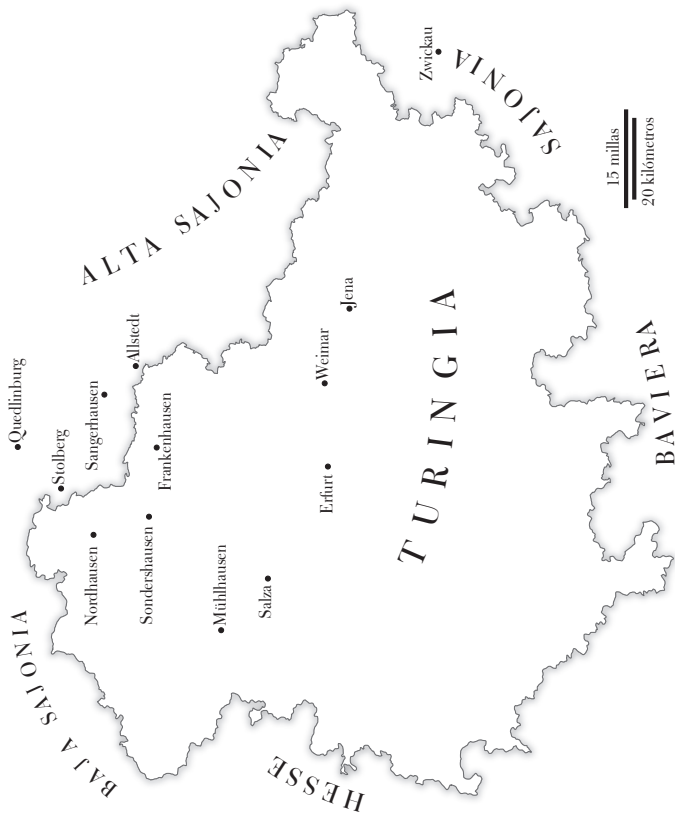 BAJA SAJONIA
ALTA SAJONIA
Quedlinburg
Stolberg
Nordhausen
Sangerhausen
Allstedt
Sondershausen
Frankenhausen
Mühlhausen
Salza
Erfurt
Weimar
Jena
Zwickau
SAJONIA
TURINGIA
HESSE
BAVIERA
15 millas
20 kilómetros